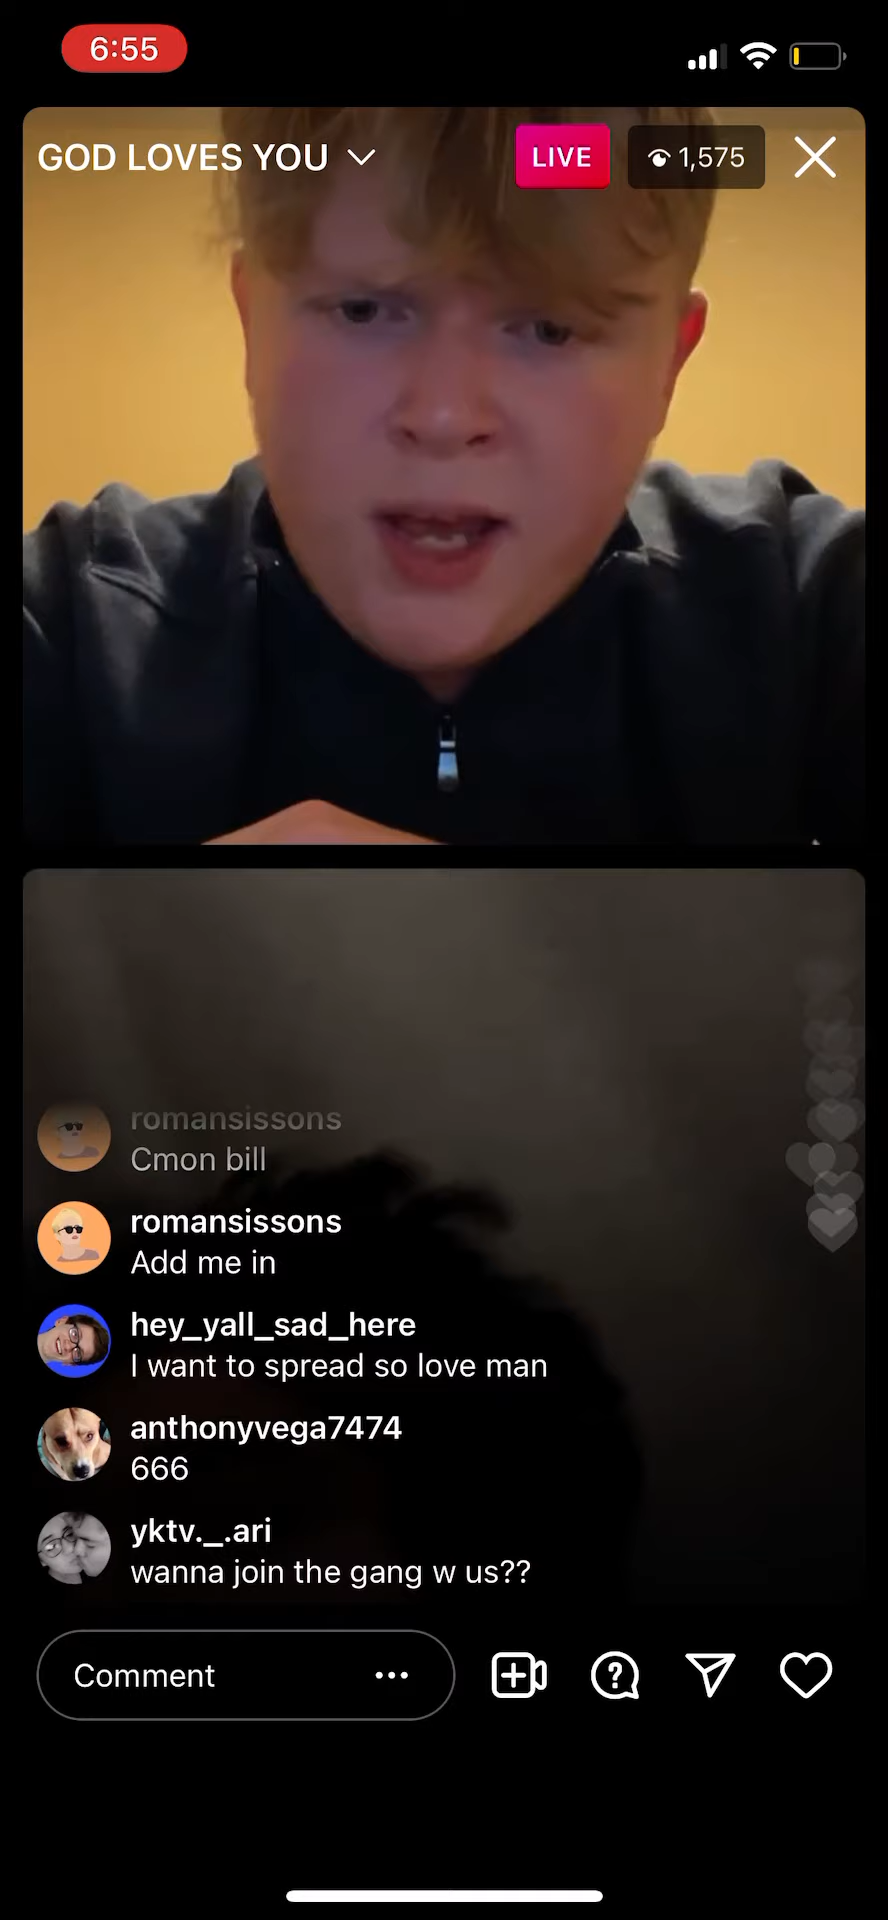 6:55
GOD LOVES YOU
LIVE
1,575
romansissons
Cmon bill
romansissons
Add me in
hey_yall_sad_here
I want to spread so love man
anthonyvega7474
666
yktv._.ari
wanna join the gang w us??
Comment